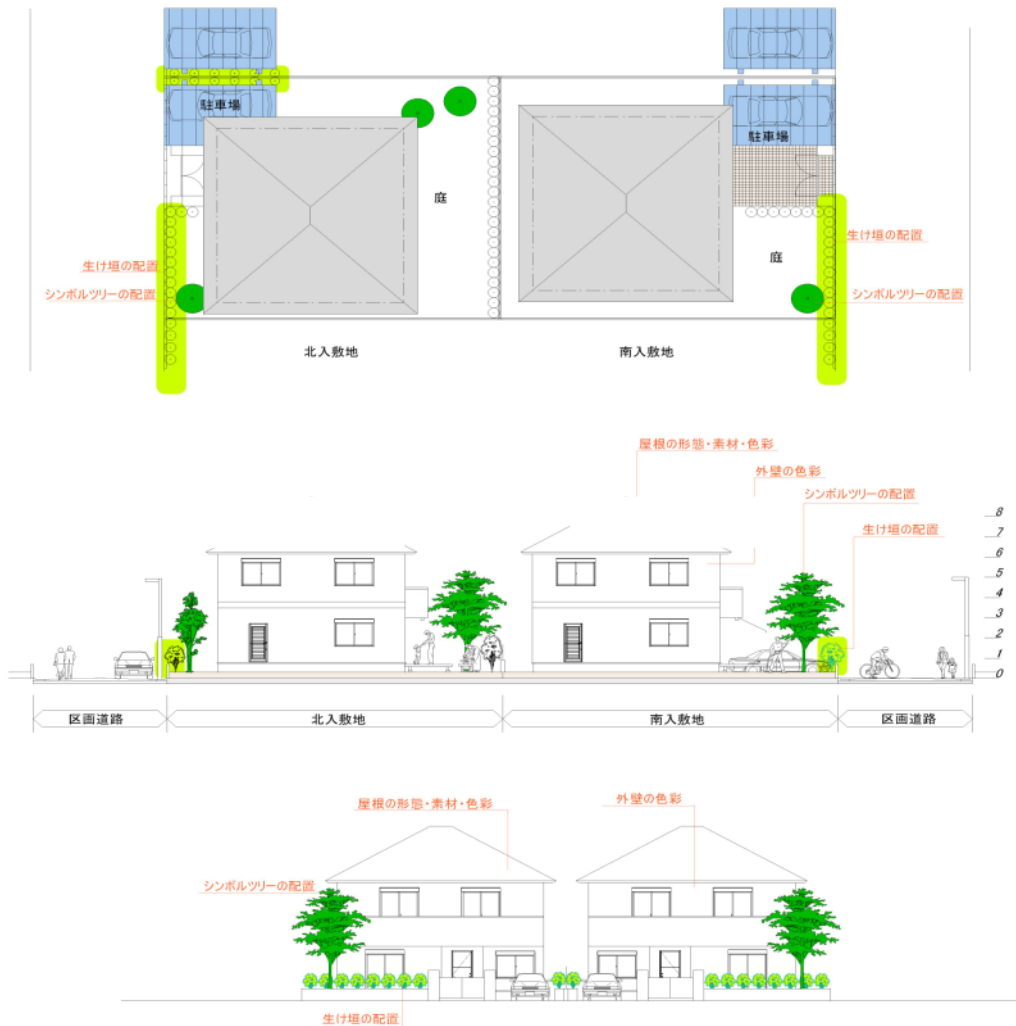 駐車場
駐車場
庭
生け垣の配置
庭
生け垣の配置
シンボルツリーの配置
シンボルツリーの配置
北入敷地
南入敷地
屋根の形態・素材・色彩
外壁の色彩
シンボルツリーの配置
生け垣の配置
8
7
6
5
4
3
2
1
0
区画道路
北入敷地
南入敷地
区画道路
屋根の形態・素材・色彩
外壁の色彩
シンボルツリーの配置
生け垣の配置